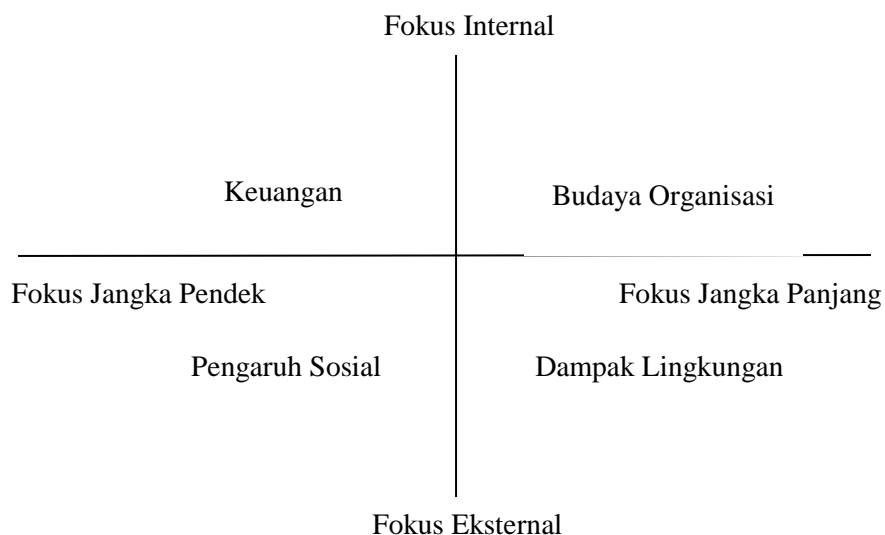 Fokus Internal
Keuangan
Budaya Organisasi
Fokus Jangka Pendek
Fokus Jangka Panjang
Pengaruh Sosial
Dampak Lingkungan
Fokus Eksternal